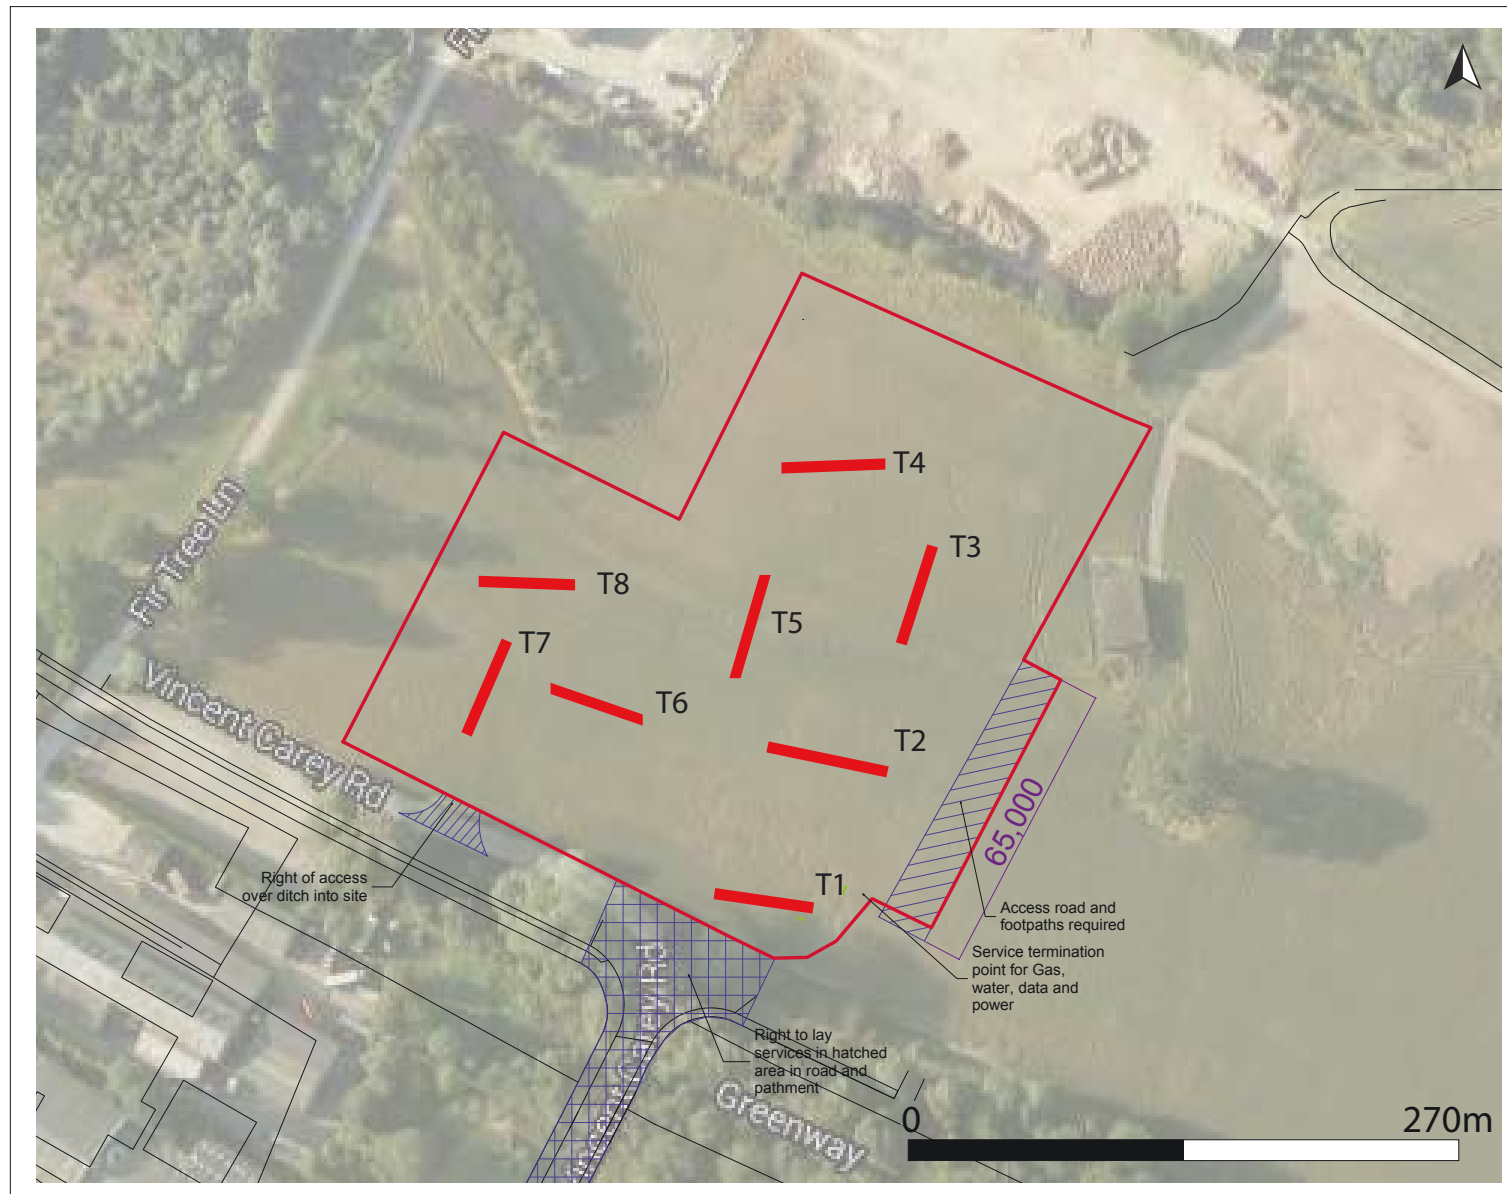 T4
T3
T8
T5
T7
T6
T2
T1
Fir Tree Ln
Vincent Carey Rd
65,000
Right of access
over ditch into site
Access road and
footpaths required
Service termination
point for Gas,
water, data and
power
Right to lay
services in hatched
area in road and
pathment
Greenway
0 270m